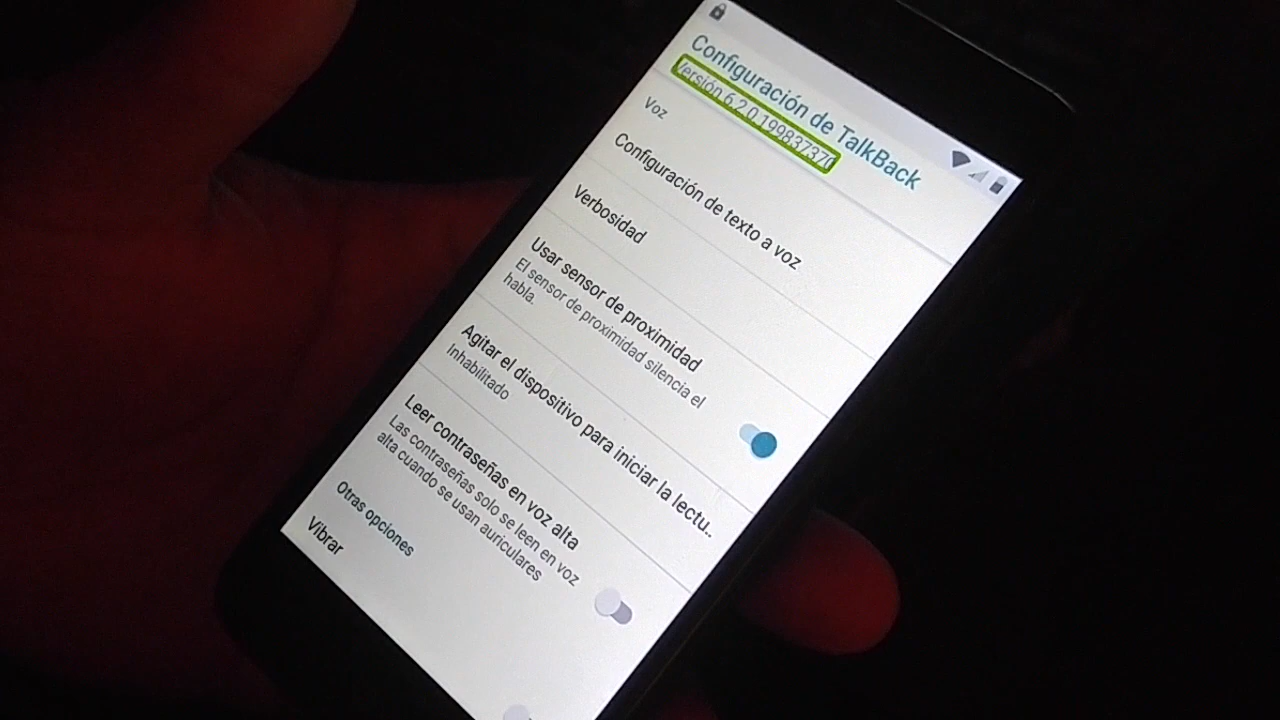 Configuración de TalkBack
Versión 6.2.0.199837370
Voz
Configuración de texto a voz
Verbosidad
Usar sensor de proximidad
El sensor de proximidad silencia el
habla.
Agitar el dispositivo para iniciar la lectu..
Inhabilitado
Leer contraseñas en voz alta
Las contraseñas solo se leen en voz
alta cuando se usan auriculares
Otras opciones
Vibrar